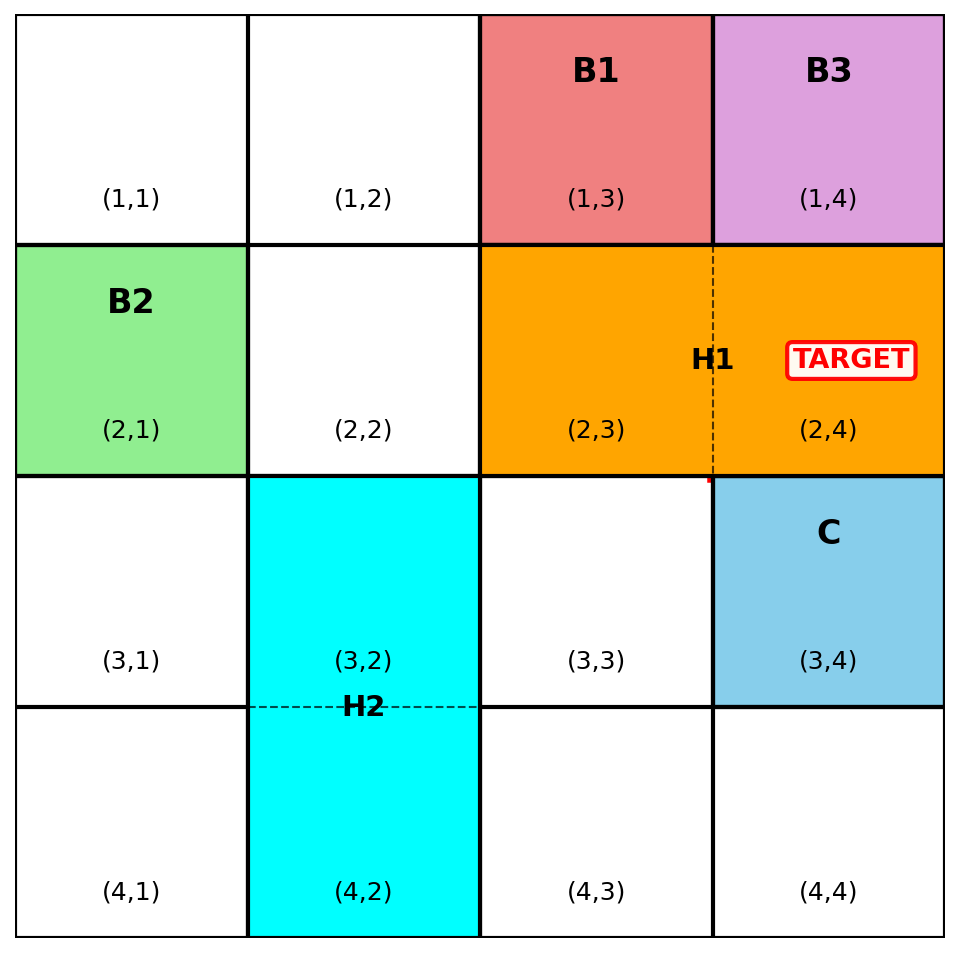 B1 B3
(1,1) (1,2) (1,3) (1,4)
B2
H1 TARGET
(2,1) (2,2) (2,3) (2,4)
C
(3,1) (3,2) (3,3) (3,4)
H2
(4,1) (4,2) (4,3) (4,4)